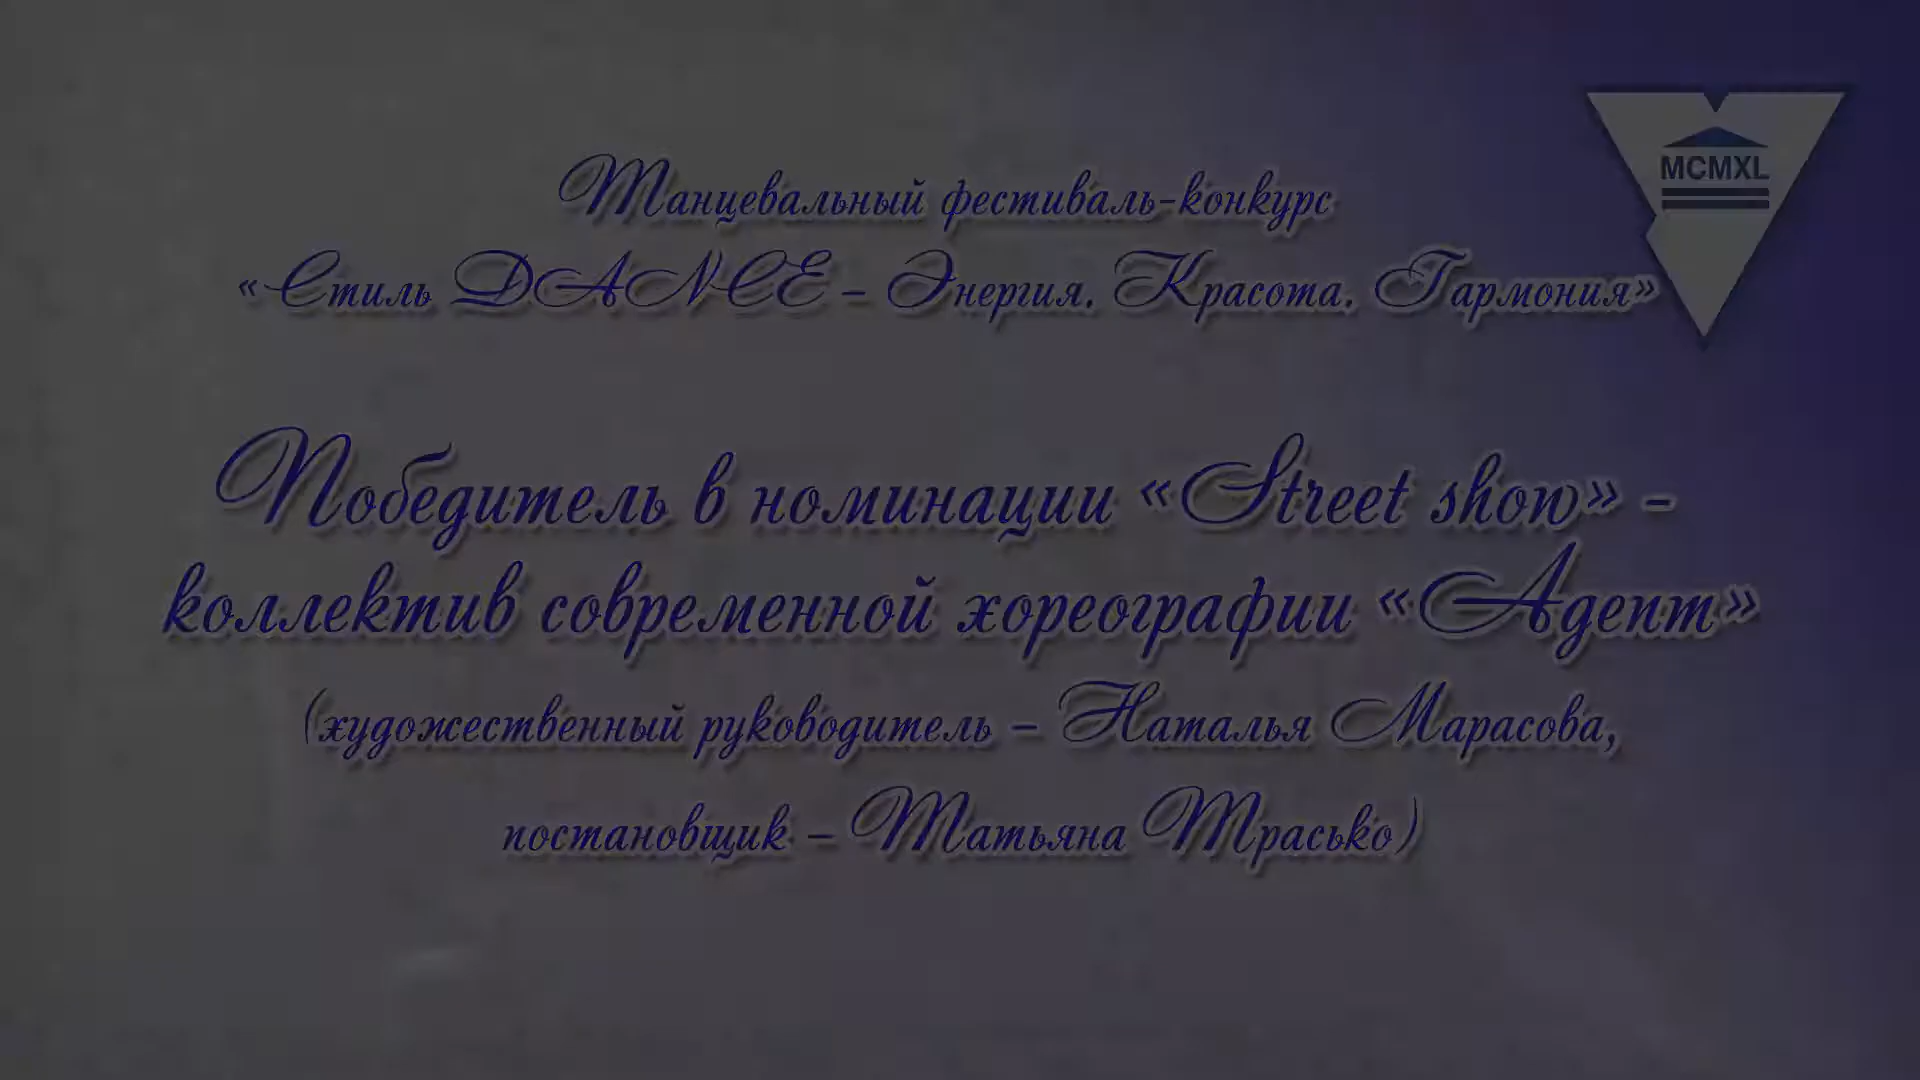 MCMXL
Танцевальный фестиваль-конкурс
«Стиль DANCE – Энергия. Красота. Гармония»
Победитель в номинации «Street show» -
коллектив современной хореографии «Адепт»
(художественный руководитель – Наталья Марасова,
постановщик – Татьяна Трасько)